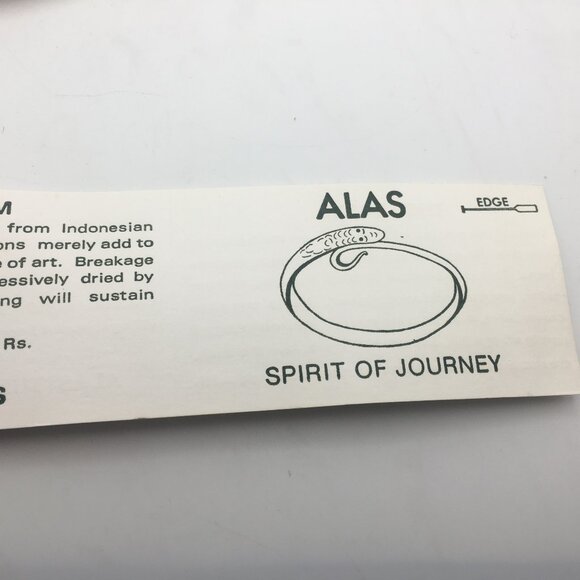 M
from Indonesian
ons merely add to
e of art. Breakage
essively dried by
ng will sustain
Rs.
S
ALAS
EDGE
SPIRIT OF JOURNEY